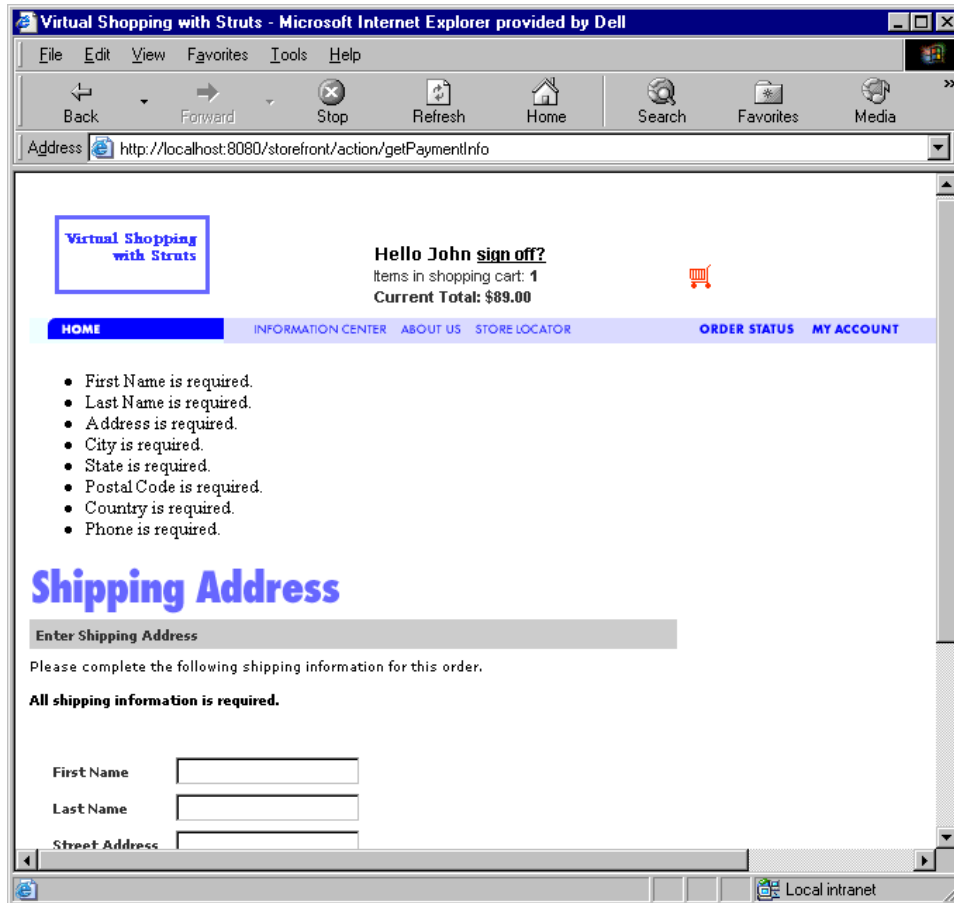 Virtual Shopping with Struts - Microsoft Internet Explorer provided by Dell
File Edit View Favorites Tools Help
Back Forward Stop Refresh Home Search Favorites Media »
Address http://localhost:8080/storefront/action/getPaymentInfo
Virtual Shopping
with Struts
Hello John sign off?
Items in shopping cart: 1
Current Total: $89.00
HOME INFORMATION CENTER ABOUT US STORE LOCATOR ORDER STATUS MY ACCOUNT
• First Name is required.
• Last Name is required.
• Address is required.
• City is required.
• State is required.
• Postal Code is required.
• Country is required.
• Phone is required.
Shipping Address
Enter Shipping Address
Please complete the following shipping information for this order.
All shipping information is required.
First Name
Last Name
Street Address
Local intranet